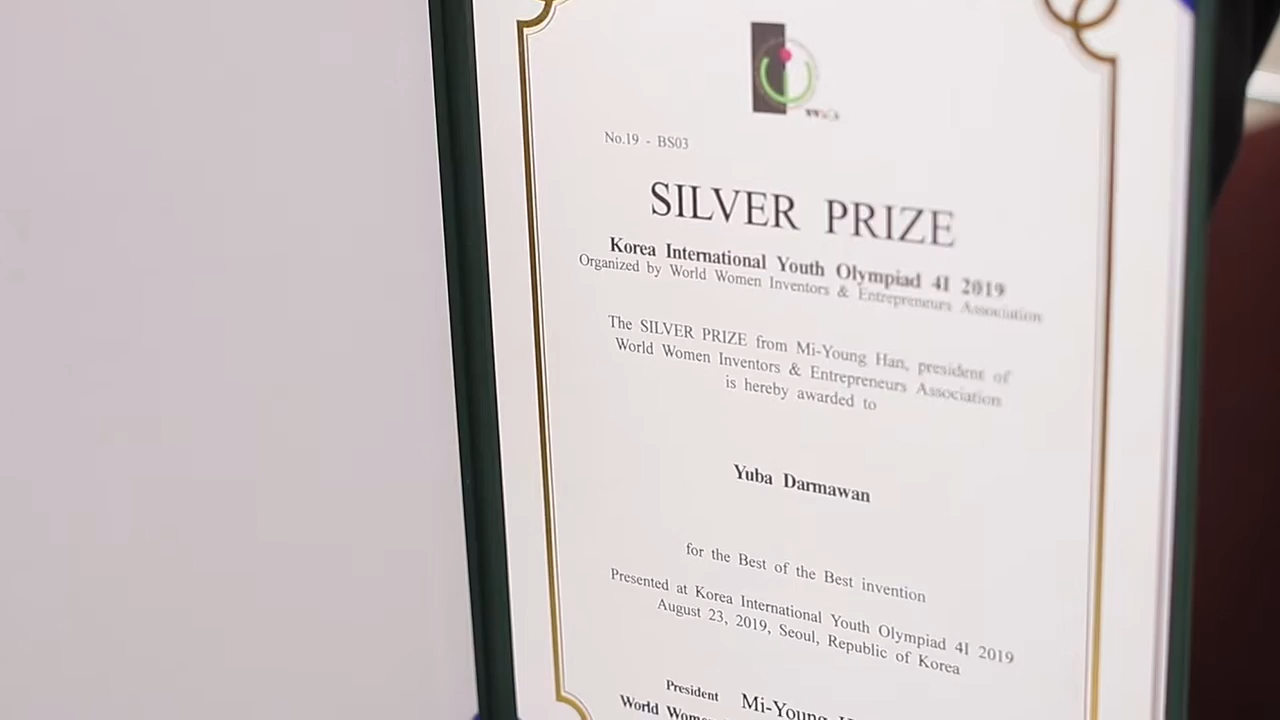 No.19 - BS03
SILVER PRIZE
Korea International Youth Olympiad 4I 2019
Organized by World Women Inventors & Entrepreneurs Association
The SILVER PRIZE from Mi-Young Han, president of
World Women Inventors & Entrepreneurs Association
is hereby awarded to
Yuba Darmawan
for the Best of the Best invention
Presented at Korea International Youth Olympiad 4I 2019
August 23, 2019, Seoul, Republic of Korea
President Mi-Young
World